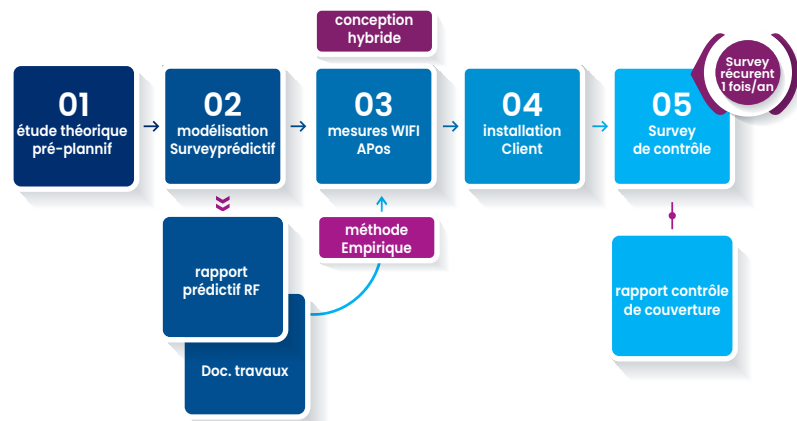 conception
hybride
Survey
récurent
1 fois/an
01
étude théorique
pré-plannif
02
modélisation
Surveyprédictif
03
mesures WIFI
APos
04
installation
Client
05
Survey
de contrôle
méthode
Empirique
rapport
prédictif RF
Doc. travaux
rapport contrôle
de couverture